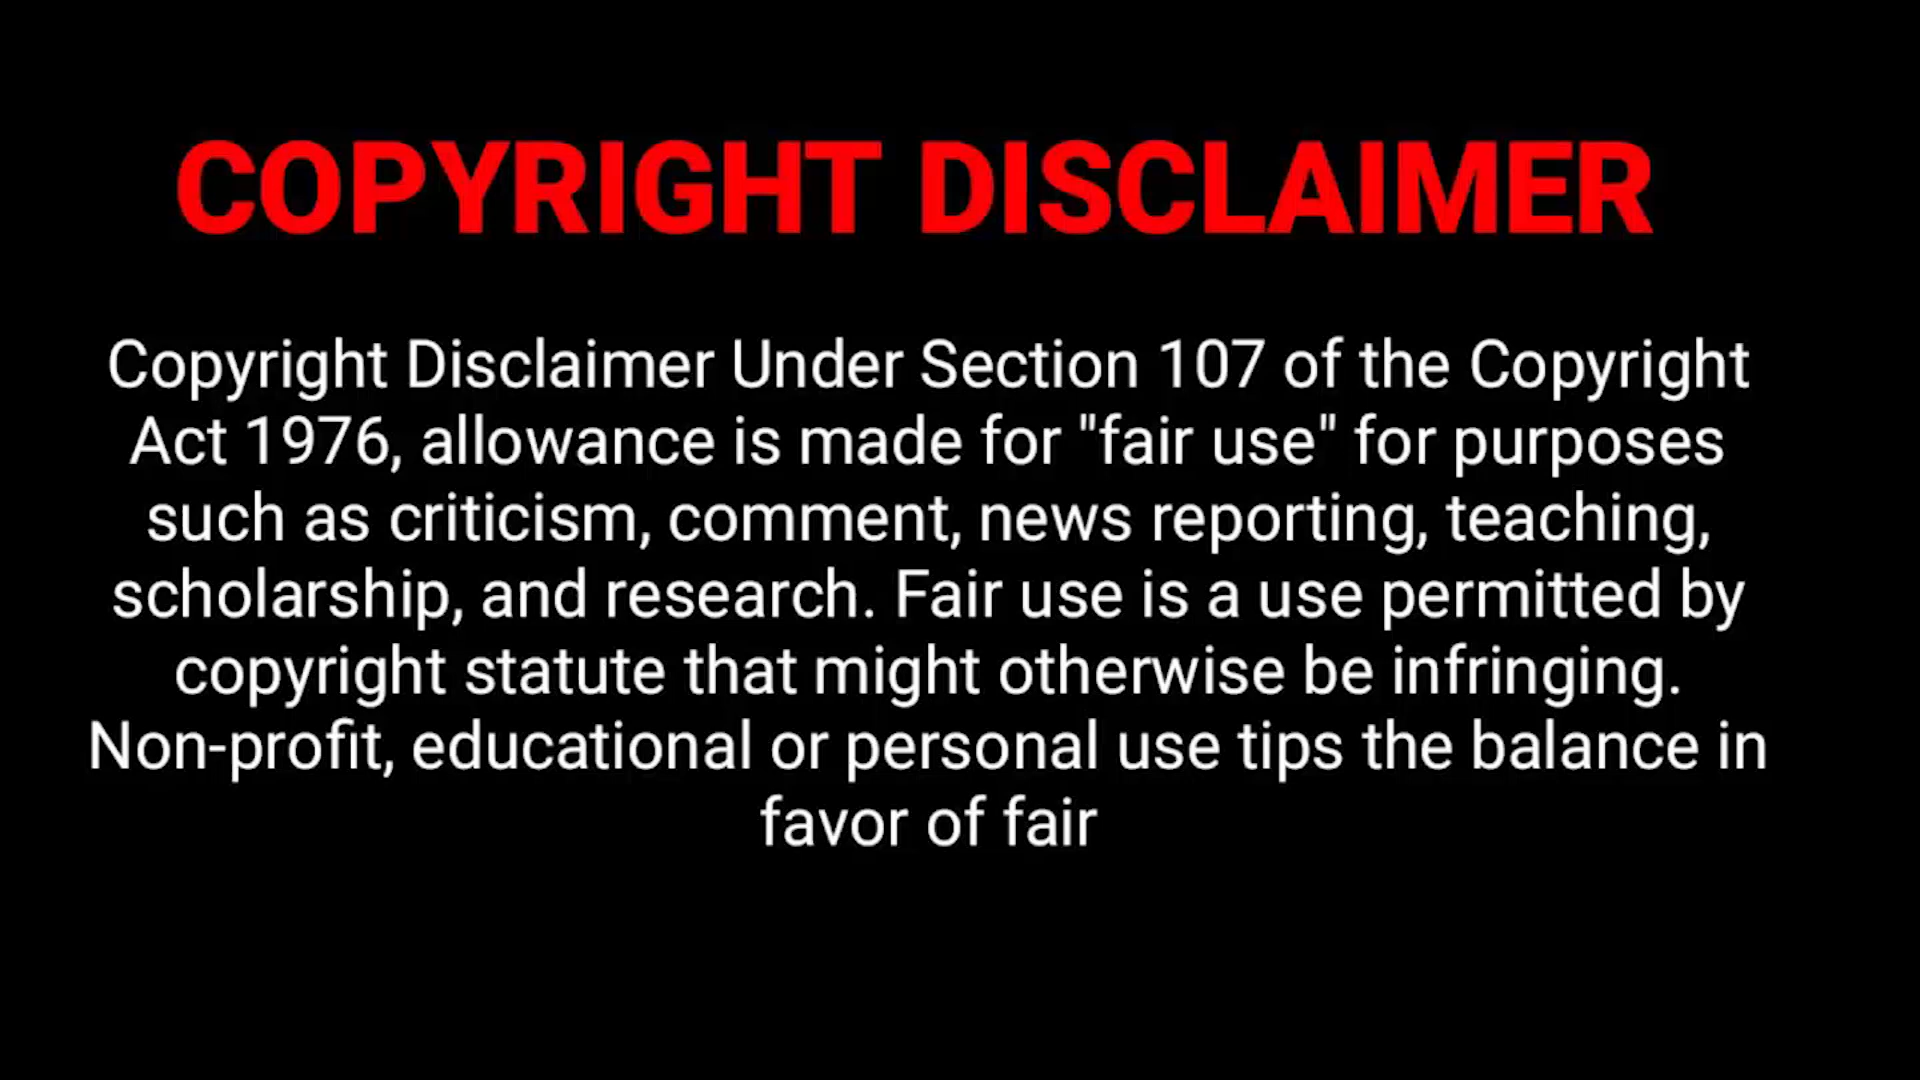 COPYRIGHT DISCLAIMER
Copyright Disclaimer Under Section 107 of the Copyright
Act 1976, allowance is made for "fair use" for purposes
such as criticism, comment, news reporting, teaching,
scholarship, and research. Fair use is a use permitted by
copyright statute that might otherwise be infringing.
Non-profit, educational or personal use tips the balance in
favor of fair